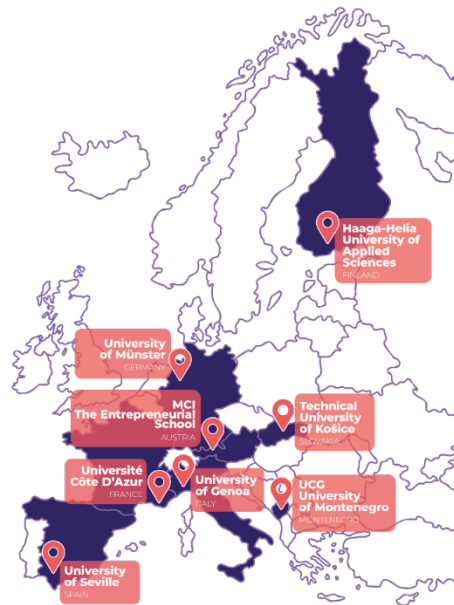 Haaga-Helia
University of
Applied
Sciences
FINLAND
University
of Münster
GERMANY
MCI
The Entrepreneurial
School
AUSTRIA
Technical
University
of Košice
SLOVAKIA
Université
Côte D'Azur
FRANCE
University
of Genoa
ITALY
UCG
University
of Montenegro
MONTENEGRO
University
of Seville
SPAIN